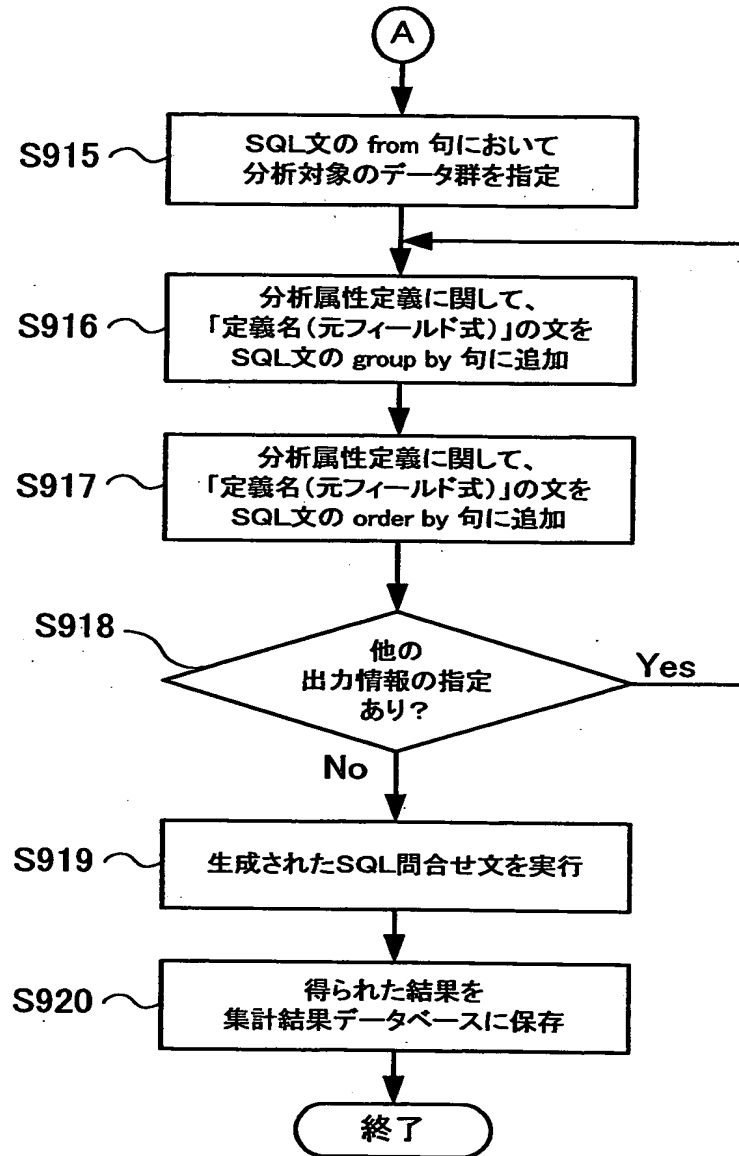 A
S915
SQL文の from 句において
分析対象のデータ群を指定
S916
分析属性定義に関して、
「定義名(元フィールド式)」の文を
SQL文の group by 句に追加
S917
分析属性定義に関して、
「定義名(元フィールド式)」の文を
SQL文の order by 句に追加
S918
他の
出力情報の指定
あり?
Yes
No
S919
生成されたSQL問合せ文を実行
S920
得られた結果を
集計結果データベースに保存
終了